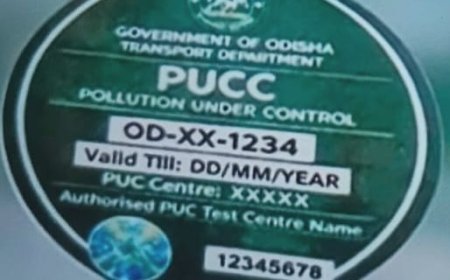 GOVERNMENT OF ODISHA
TRANSPORT DEPARTMENT
PUCC
POLLUTION UNDER CONTROL
OD-XX-1234
Valid Till: DD/MM/YEAR
PUC Centre: XXXXX
Authorised PUC Test Centre Name
12345678